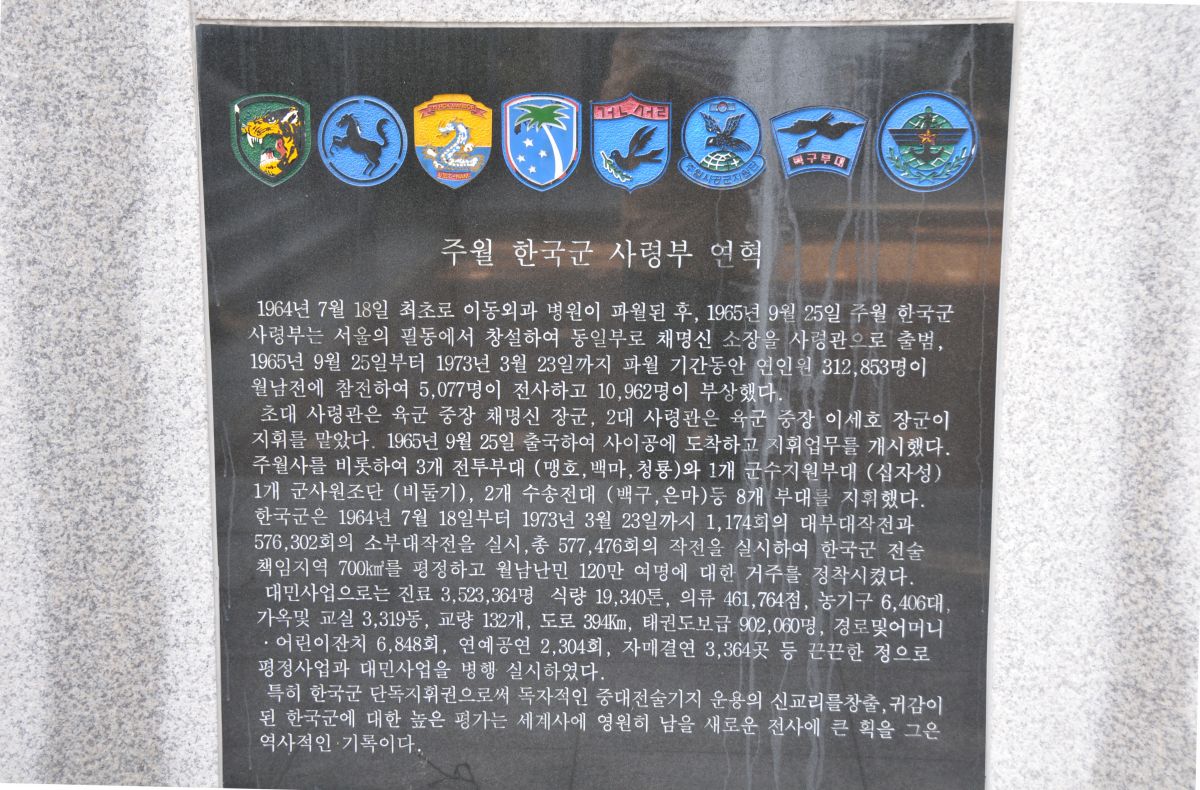 건너리
백구부대
주월 한국군 사령부 연혁
1964년 7월 18일 최초로 이동외과 병원이 파월된 후, 1965년 9월 25일 주월 한국군
사령부는 서울의 필동에서 창설하여 동일부로 채명신 소장을 사령관으로 출범,
1965년 9월 25일부터 1973년 3월 23일까지 파월 기간동안 연인원 312,853명이
월남전에 참전하여 5,077명이 전사하고 10,962명이 부상했다.
초대 사령관은 육군 중장 채명신 장군, 2대 사령관은 육군 중장 이세호 장군이
지휘를 맡았다. 1965년 9월 25일 출국하여 사이공에 도착하고 지휘업무를 개시했다.
주월사를 비롯하여 3개 전투부대 (맹호,백마,청룡)와 1개 군수지원부대 (십자성)
1개 군사원조단 (비둘기), 2개 수송전대 (백구,은마)등 8개 부대를 지휘했다.
한국군은 1964년 7월 18일부터 1973년 3월 23일까지 1,174회의 대부대작전과
576,302회의 소부대작전을 실시,총 577,476회의 작전을 실시하여 한국군 전술
책임지역 700㎢를 평정하고 월남난민 120만 여명에 대한 거주를 정착시켰다.
대민사업으로는 진료 3,523,364명 식량 19,340톤, 의류 461,764점, 농기구 6,406대,
가옥및 교실 3,319동, 교량 132개, 도로 394Km, 태권도보급 902,060명, 경로및어머니
·어린이잔치 6,848회, 연예공연 2,304회, 자매결연 3,364곳 등 끈끈한 정으로
평정사업과 대민사업을 병행 실시하였다.
특히 한국군 단독지휘권으로써 독자적인 중대전술기지 운용의 신교리를창출,귀감이
된 한국군에 대한 높은 평가는 세계사에 영원히 남을 새로운 전사에 큰 획을 그은
역사적인 기록이다.